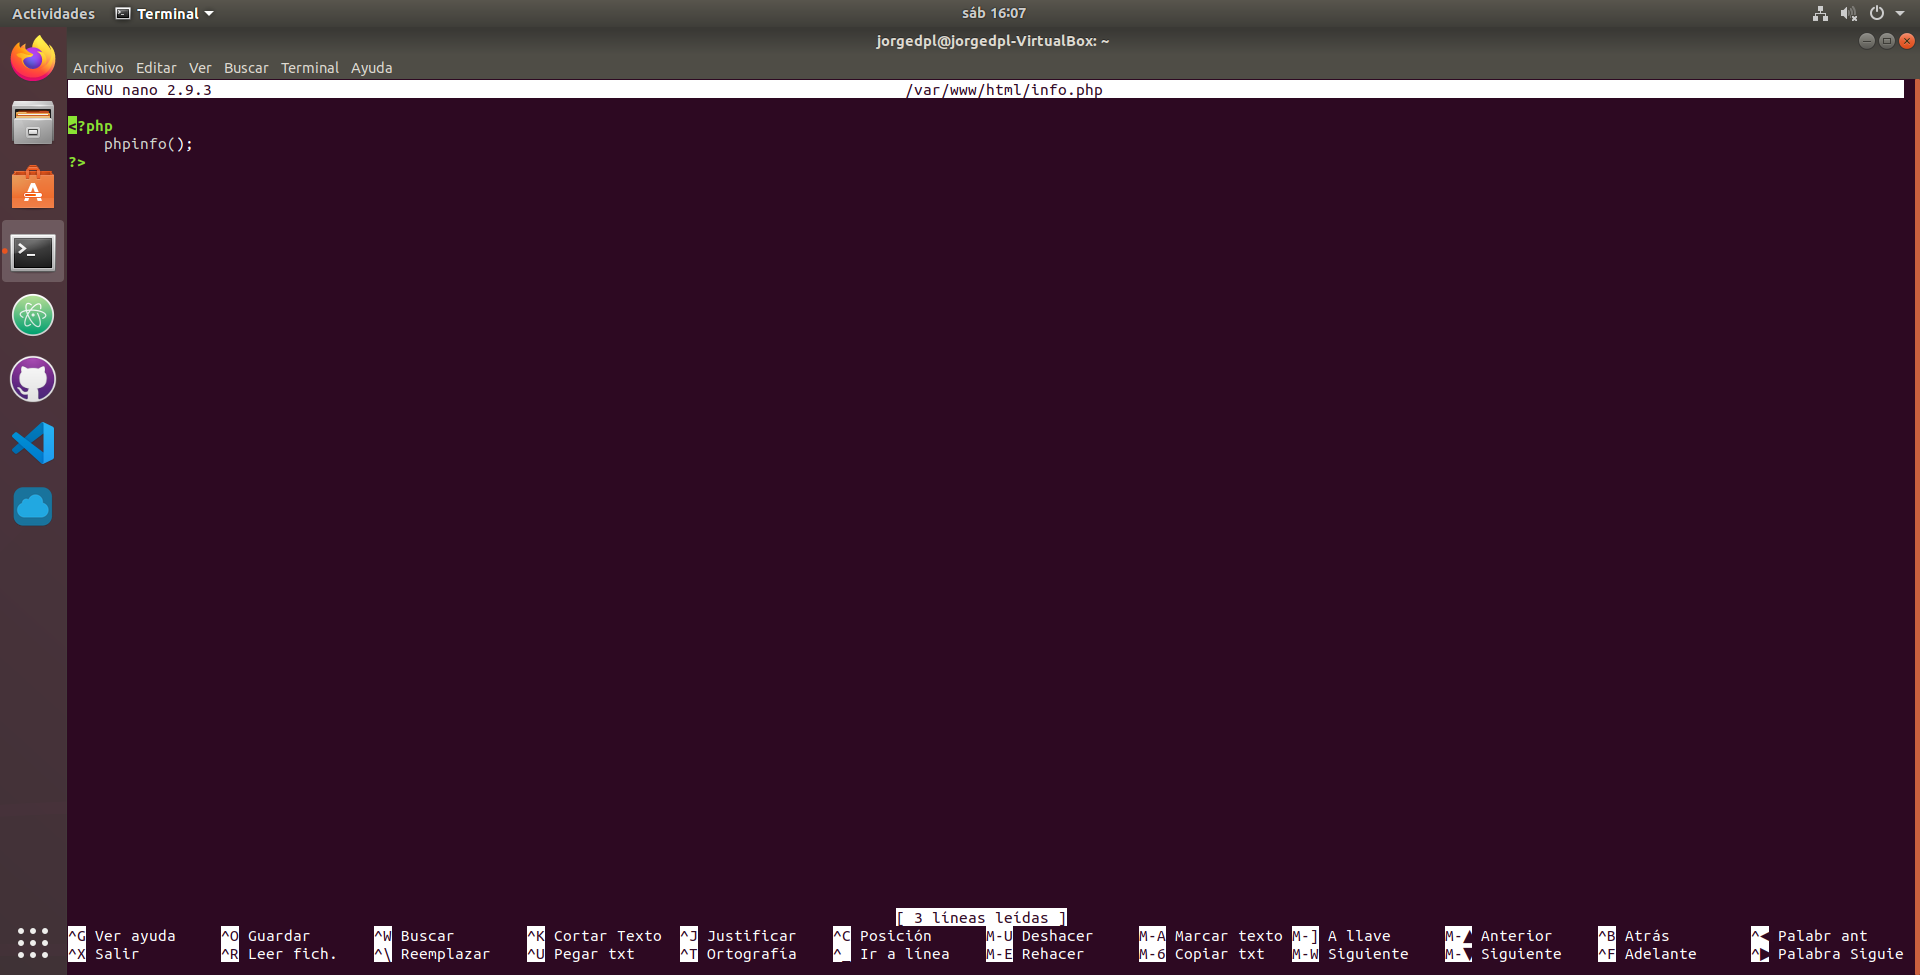 Actividades Terminal sáb 16:07
jorgedpl@jorgedpl-VirtualBox: ~
Archivo Editar Ver Buscar Terminal Ayuda
GNU nano 2.9.3 /var/www/html/info.php
<?php
phpinfo();
?>
[ 3 líneas leídas ]
^G Ver ayuda ^O Guardar ^W Buscar ^K Cortar Texto ^J Justificar ^C Posición M-U Deshacer M-A Marcar texto M-] A llave M-▲ Anterior ^B Atrás ^◀ Palabr ant
^X Salir ^R Leer fich. ^\ Reemplazar ^U Pegar txt ^T Ortografía ^_ Ir a línea M-E Rehacer M-6 Copiar txt M-W Siguiente M-▼ Siguiente ^F Adelante ^▶ Palabra Siguie